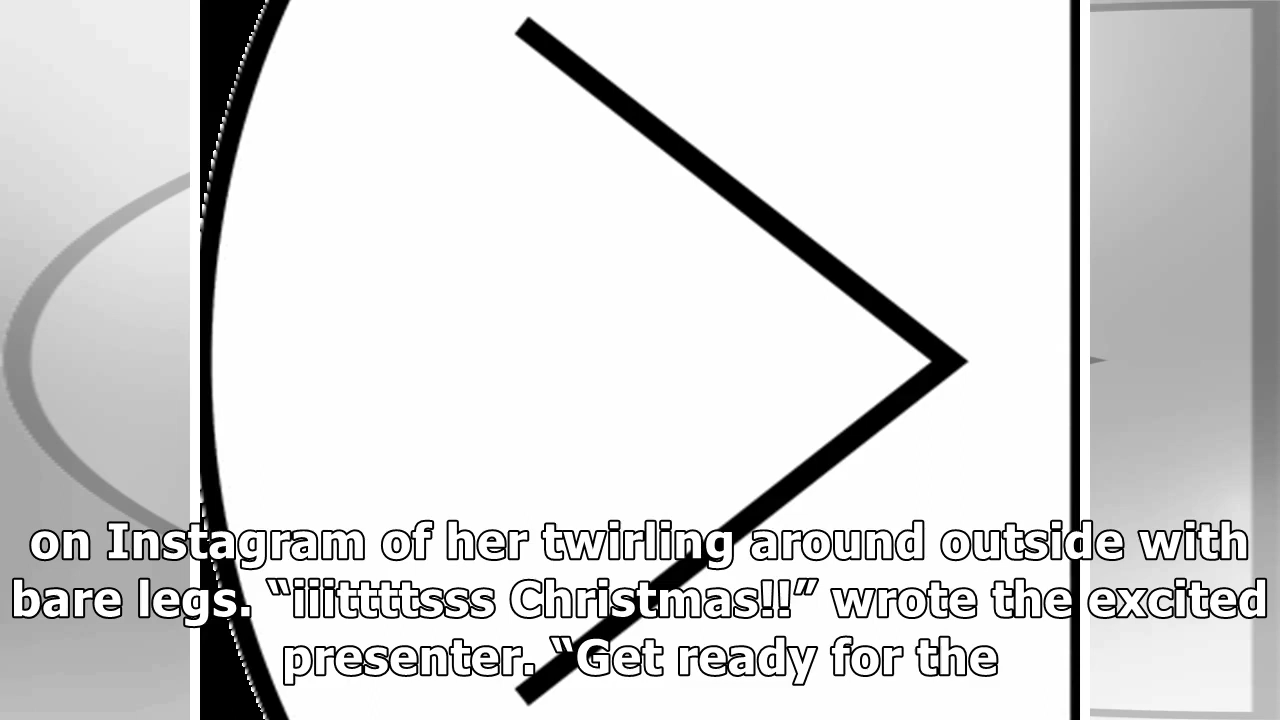 on Instagram of her twirling around outside with
bare legs. “iiittttsss Christmas!!” wrote the excited
presenter. “Get ready for the